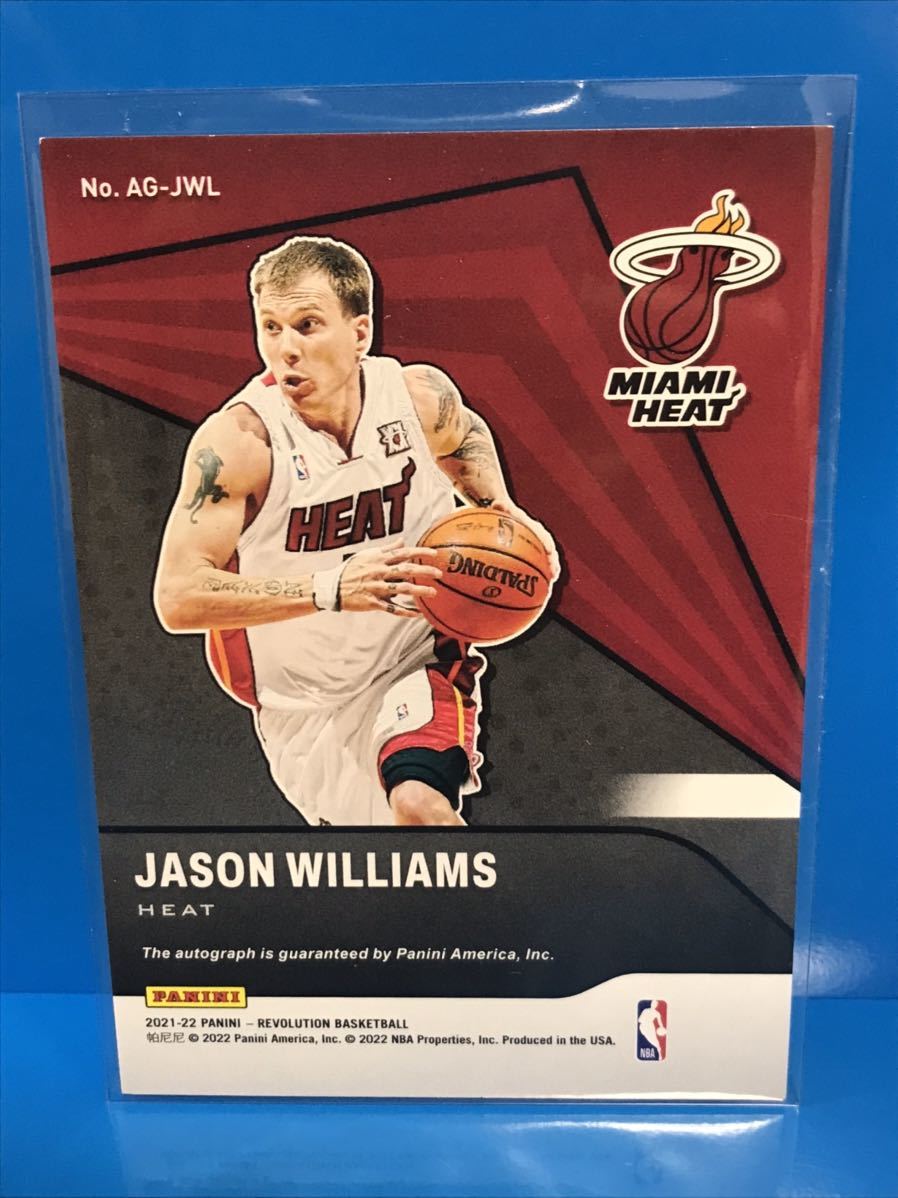 No. AG-JWL
MIAMI
HEAT
HEAT
SPALDING
JASON WILLIAMS
HEAT
The autograph is guaranteed by Panini America, Inc.
PANINI
2021-22 PANINI – REVOLUTION BASKETBALL
帕尼尼 © 2022 Panini America, Inc. © 2022 NBA Properties, Inc. Produced in the USA.
NBA